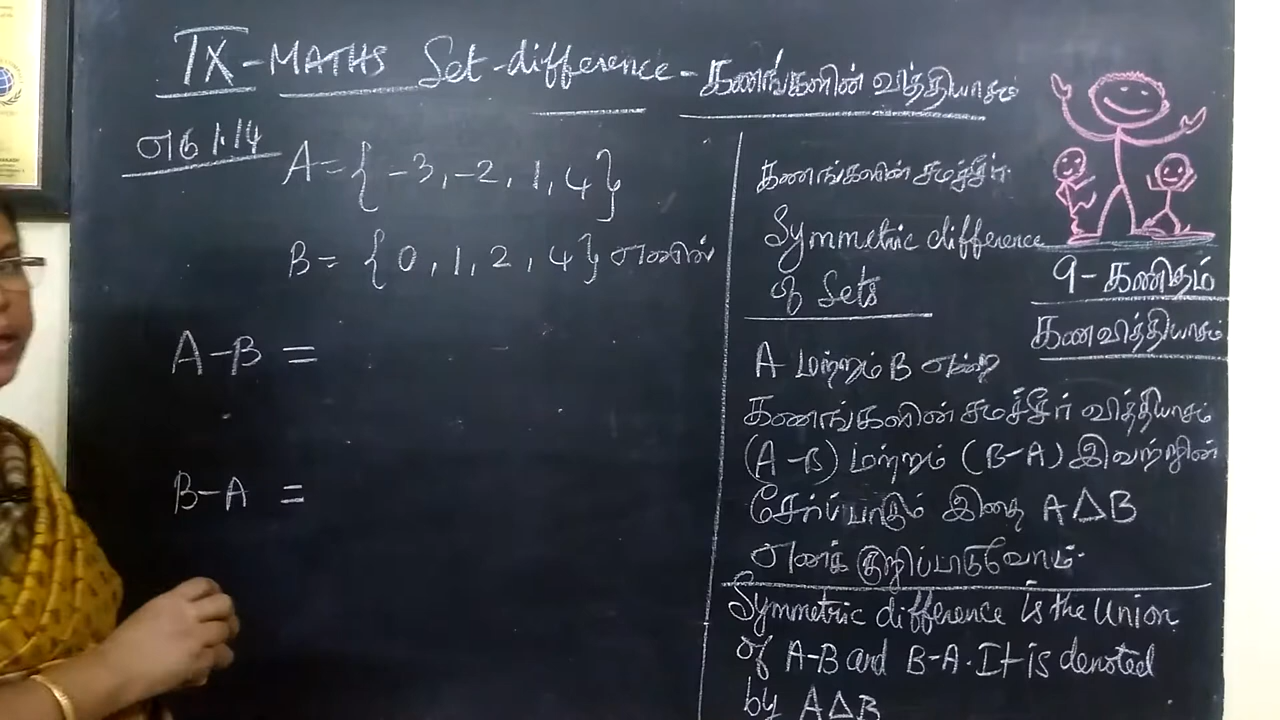 IX-MATHS Set-difference-கணங்களின் வித்தியாசம்
எகா 1.14
A={-3,-2,1,4}
B={0,1,2,4} எனில்
A-B=
B-A=
கணங்களின் சமச்சீர்
Symmetric difference
of Sets
9-கணிதம்
கணவித்தியாசம்
A மற்றும் B என்ற
கணங்களின் சமச்சீர் வித்தியாசம்
(A-B) மற்றும் (B-A) இவற்றின்
சேர்ப்பாகும் இதை A∆B
எனக் குறிப்பிடுவோம்.
Symmetric difference is the Union
of A-B and B-A. It is denoted
by A∆B